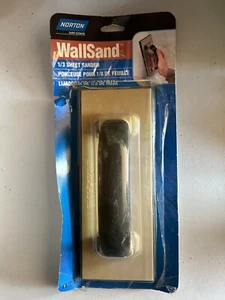 NORTON
WallSand
1/3 SHEET SANDER
PONCEUSE POUR 1/3 DE FEUILLE